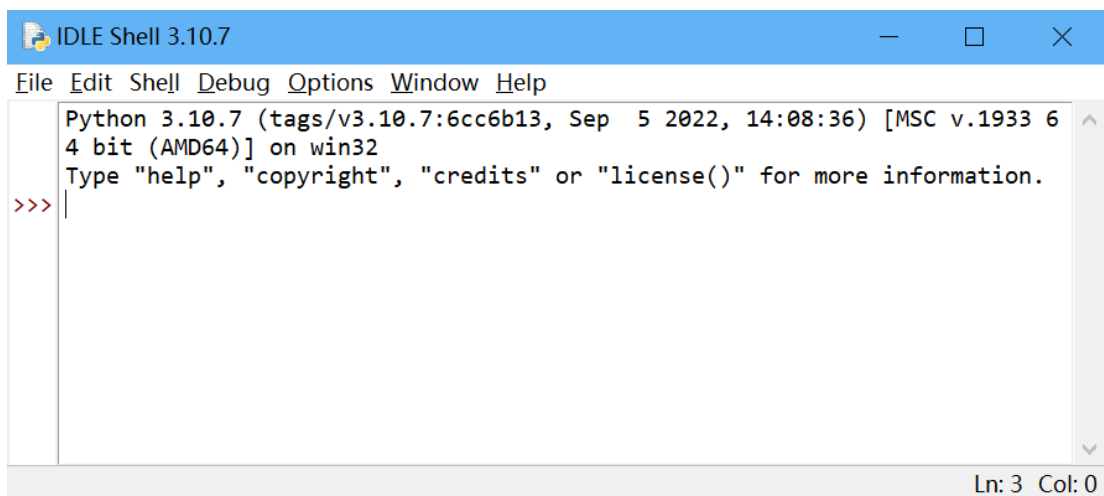 IDLE Shell 3.10.7
File Edit Shell Debug Options Window Help
Python 3.10.7 (tags/v3.10.7:6cc6b13, Sep  5 2022, 14:08:36) [MSC v.1933 6
4 bit (AMD64)] on win32
Type "help", "copyright", "credits" or "license()" for more information.
>>>
Ln: 3 Col: 0